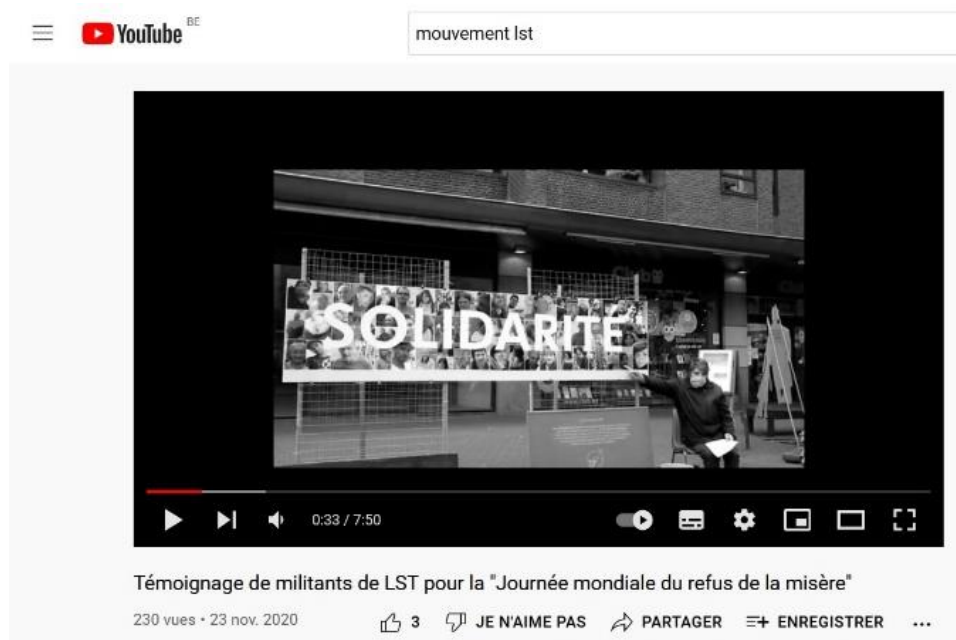 YouTube BE
mouvement lst
Club
SOLIDARITÉ
0:33 / 7:50
Témoignage de militants de LST pour la "Journée mondiale du refus de la misère"
230 vues • 23 nov. 2020
3 JE N'AIME PAS PARTAGER ENREGISTRER ...